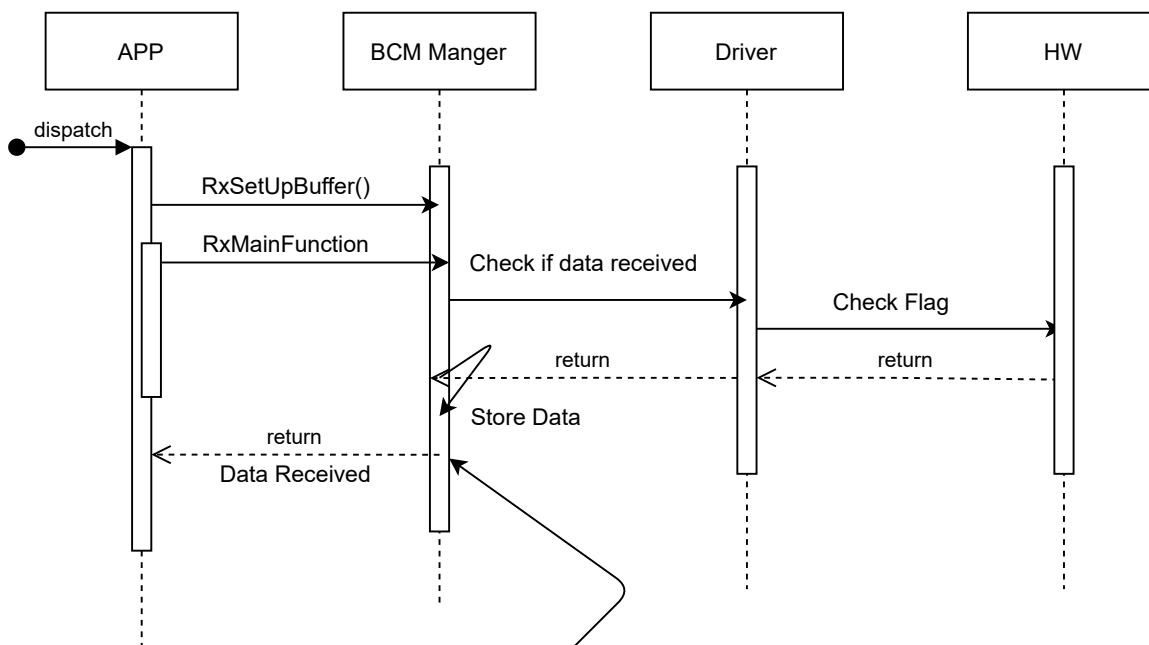 APP
BCM Manger
Driver
HW
dispatch
RxSetUpBuffer()
RxMainFunction
Check if data received
Check Flag
return
return
Store Data
return
Data Received